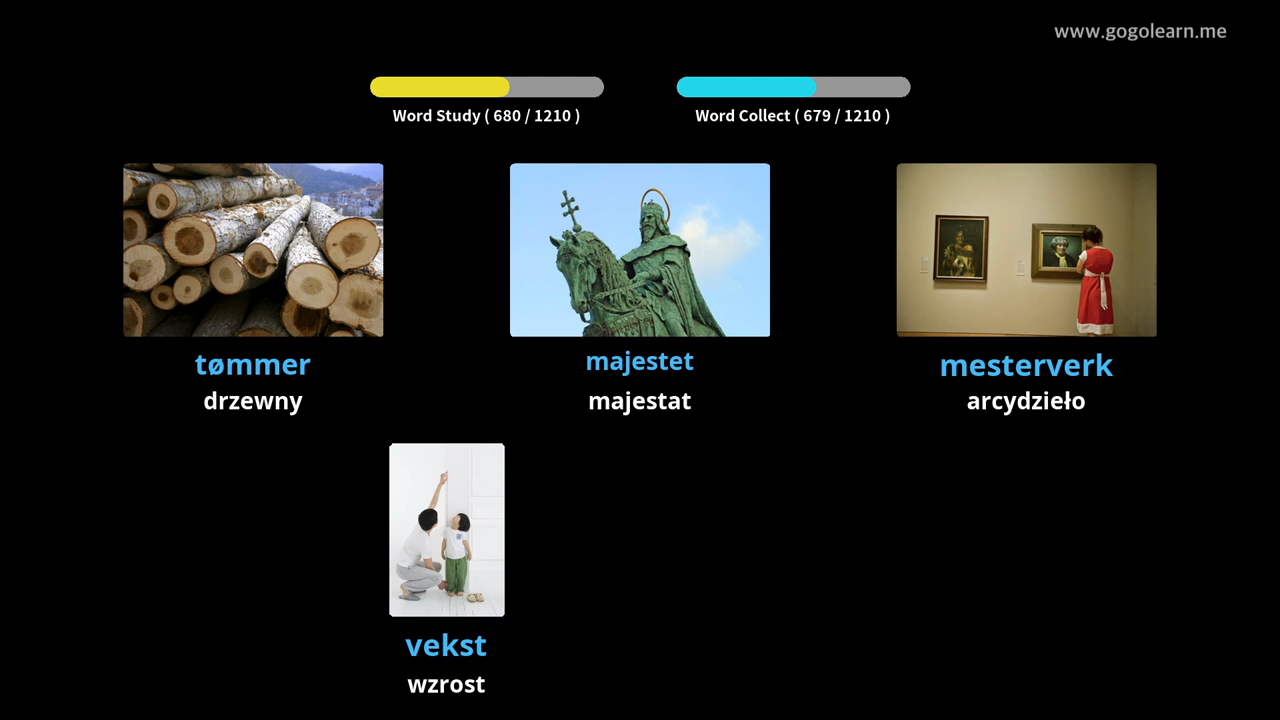 www.gogolearn.me
Word Study ( 680 / 1210 )
Word Collect ( 679 / 1210 )
tømmer
drzewny
majestet
majestat
mesterverk
arcydzieło
vekst
wzrost